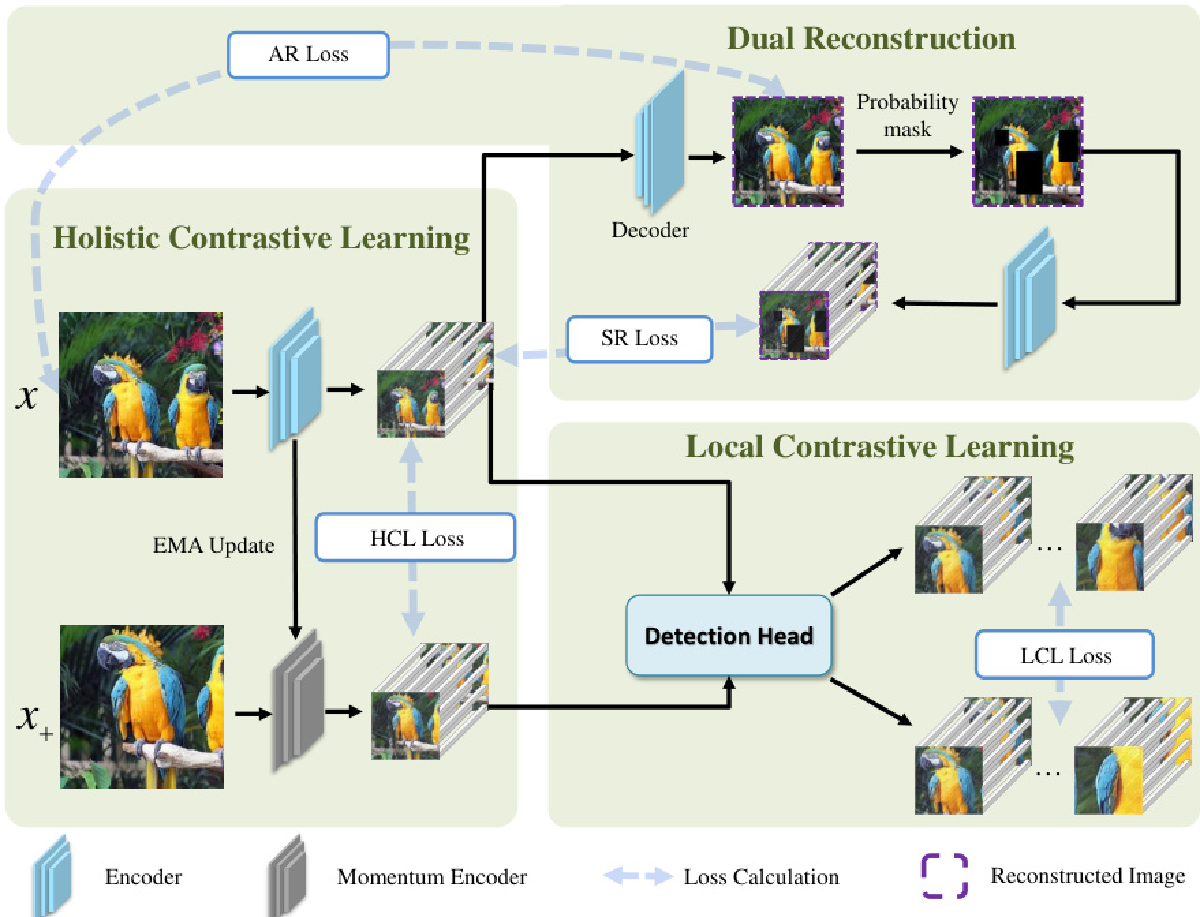 AR Loss
Dual Reconstruction
Probability
mask
Decoder
Holistic Contrastive Learning
SR Loss
x
Local Contrastive Learning
EMA Update
HCL Loss
Detection Head
...
LCL Loss
x+
...
Encoder
Momentum Encoder
Loss Calculation
Reconstructed Image